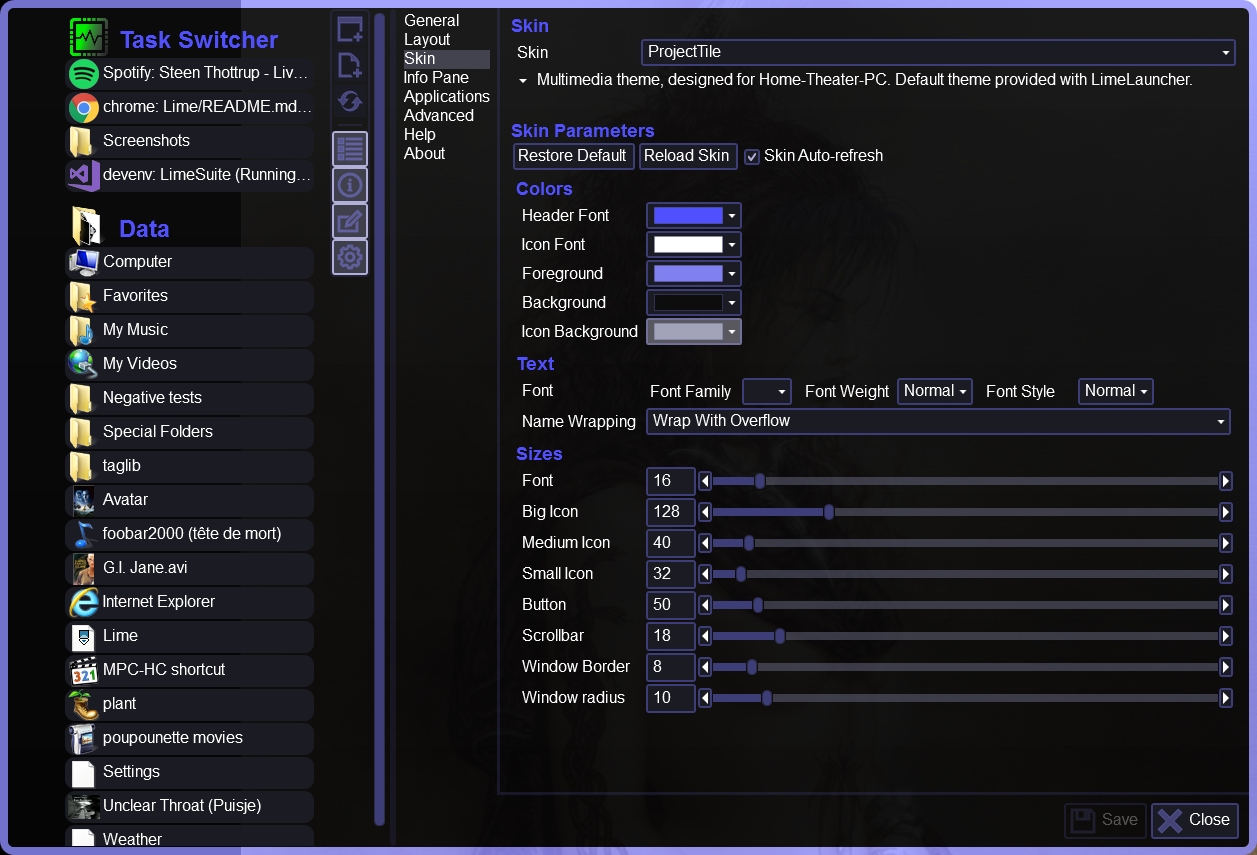 Task Switcher
Spotify: Steen Thottrup - Liv...
chrome: Lime/README.md...
Screenshots
devenv: LimeSuite (Running...
Data
Computer
Favorites
My Music
My Videos
Negative tests
Special Folders
taglib
Avatar
foobar2000 (tête de mort)
G.I. Jane.avi
Internet Explorer
Lime
321
MPC-HC shortcut
plant
poupounette movies
Settings
Unclear Throat (Puisje)
Weather
General
Layout
Skin
Info Pane
Applications
Advanced
Help
About
Skin
Skin ProjectTile
Multimedia theme, designed for Home-Theater-PC. Default theme provided with LimeLauncher.
Skin Parameters
Restore Default Reload Skin Skin Auto-refresh
Colors
Header Font
Icon Font
Foreground
Background
Icon Background
Text
Font Font Family Font Weight Normal Font Style Normal
Name Wrapping Wrap With Overflow
Sizes
Font 16
Big Icon 128
Medium Icon 40
Small Icon 32
Button 50
Scrollbar 18
Window Border 8
Window radius 10
Save Close